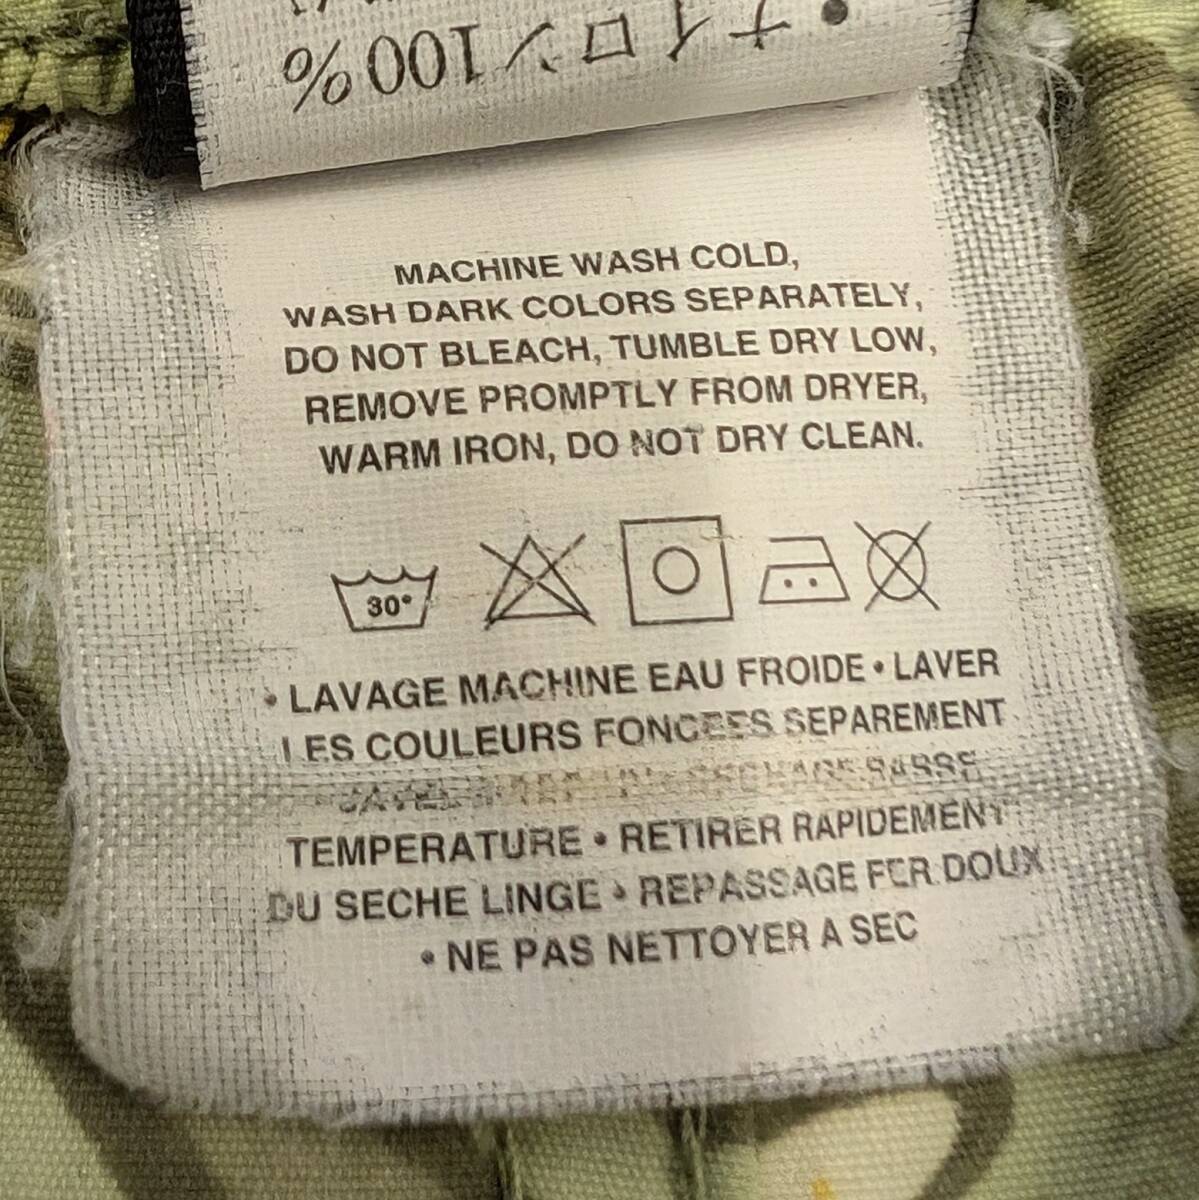 • ナイロン100%
MACHINE WASH COLD,
WASH DARK COLORS SEPARATELY,
DO NOT BLEACH, TUMBLE DRY LOW,
REMOVE PROMPTLY FROM DRYER,
WARM IRON, DO NOT DRY CLEAN.
30°
• LAVAGE MACHINE EAU FROIDE • LAVER
LES COULEURS FONCEES SEPAREMENT
SECHAGE BASSE
TEMPERATURE • RETIRER RAPIDEMENT
DU SECHE LINGE • REPASSAGE FER DOUX
• NE PAS NETTOYER A SEC